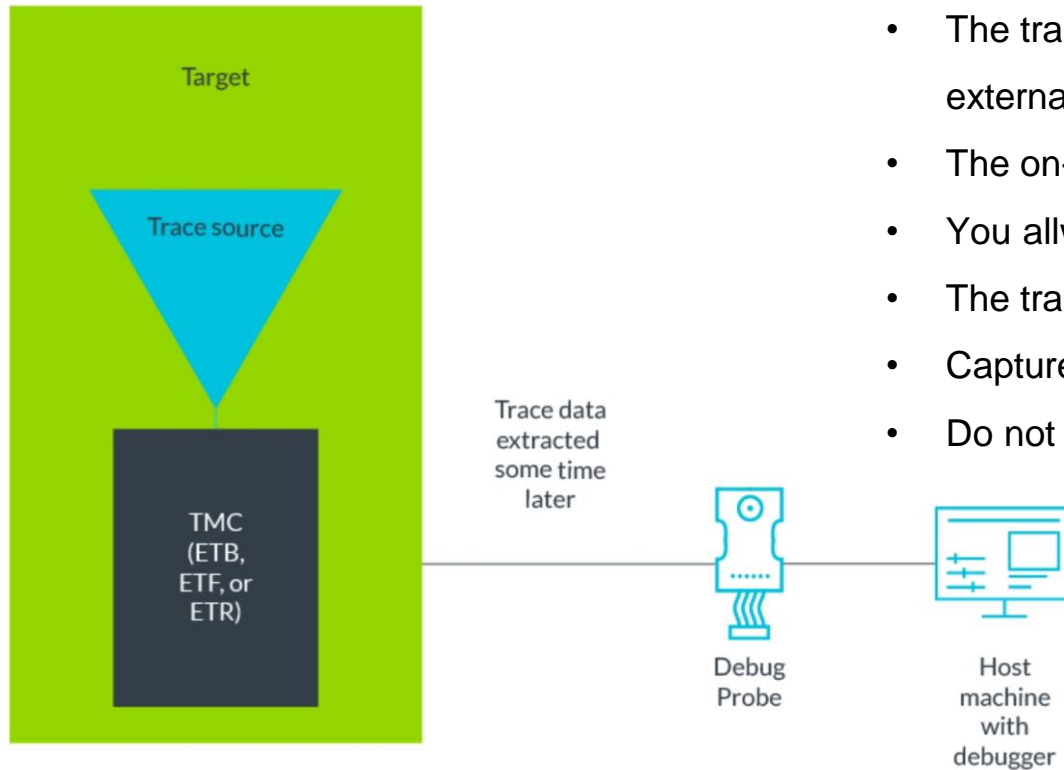 Target
Trace source
TMC
(ETB,
ETF, or
ETR)
Trace data
extracted
some time
later
Debug
Probe
Host
machine
with
debugger
• The tra
externa
• The on-
• You allw
• The tra
• Capture
• Do not